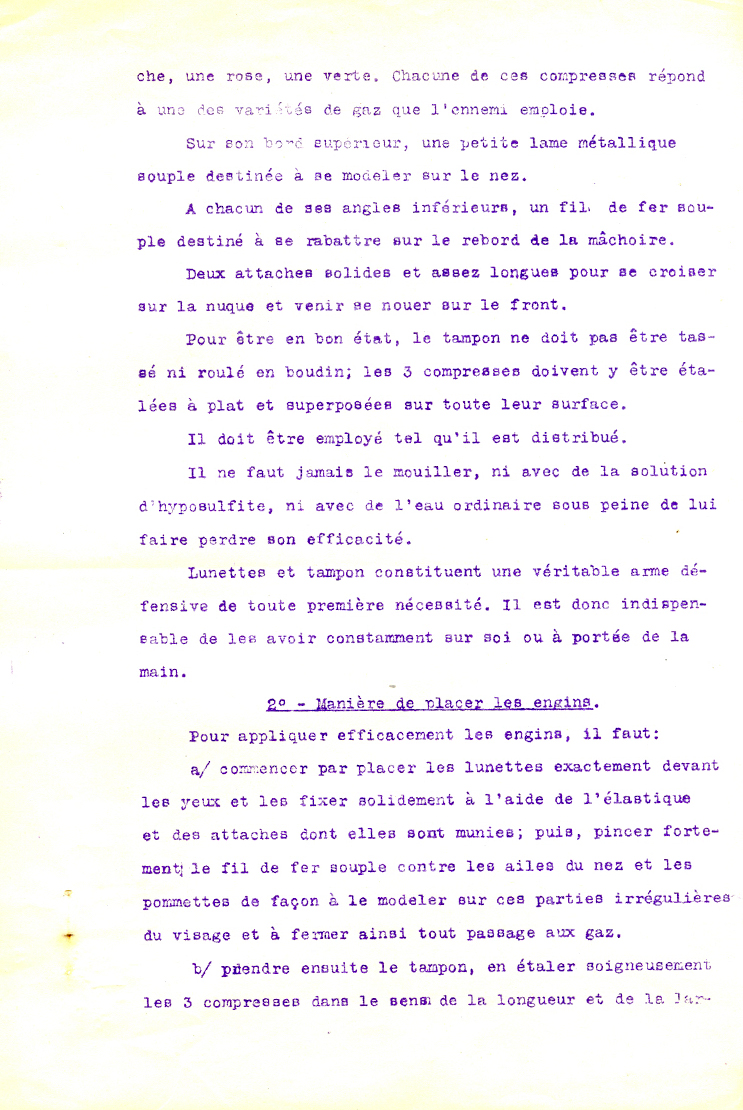 che, une rose, une verte. Chacune de ces compresses répond
à une des variétés de gaz que l'ennemi emploie.
Sur son bord supérieur, une petite lame métallique
souple destinée à se modeler sur le nez.
A chacun de ses angles inférieurs, un fil de fer sou-
ple destiné à se rabattre sur le rebord de la mâchoire.
Deux attaches solides et assez longues pour se croiser
sur la nuque et venir se nouer sur le front.
Pour être en bon état, le tampon ne doit pas être tas-
sé ni roulé en boudin; les 3 compresses doivent y être éta-
lées à plat et superposées sur toute leur surface.
Il doit être employé tel qu'il est distribué.
Il ne faut jamais le mouiller, ni avec de la solution
d'hyposulfite, ni avec de l'eau ordinaire sous peine de lui
faire perdre son efficacité.
Lunettes et tampon constituent une véritable arme dé-
fensive de toute première nécessité. Il est donc indispen-
sable de les avoir constamment sur soi ou à portée de la
main.
2° - Manière de placer les engins.
Pour appliquer efficacement les engins, il faut:
a/ commencer par placer les lunettes exactement devant
les yeux et les fixer solidement à l'aide de l'élastique
et des attaches dont elles sont munies; puis, pincer forte-
ment le fil de fer souple contre les ailes du nez et les
pommettes de façon à le modeler sur ces parties irrégulières
du visage et à fermer ainsi tout passage aux gaz.
b/ prendre ensuite le tampon, en étaler soigneusement
les 3 compresses dans le sens de la longueur et de la lar-